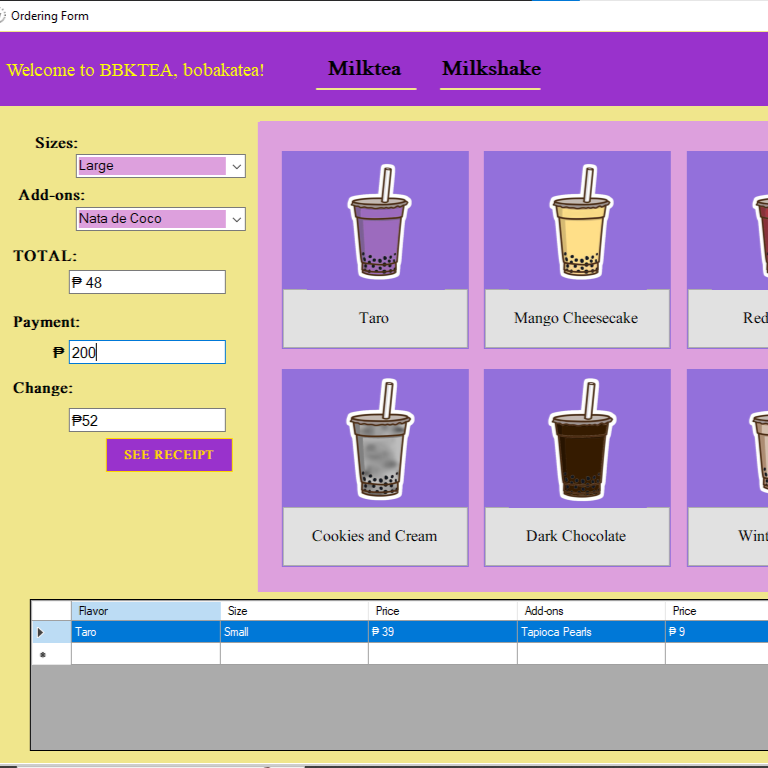 Ordering Form
Welcome to BBKTEA, bobakatea!
Milktea
Milkshake
Sizes:
Large
Add-ons:
Nata de Coco
TOTAL:
₱ 48
Payment:
₱ 200
Change:
₱52
SEE RECEIPT
Taro
Mango Cheesecake
Red
Cookies and Cream
Dark Chocolate
Wint
Flavor Size Price Add-ons Price
Taro Small ₱ 39 Tapioca Pearls ₱ 9